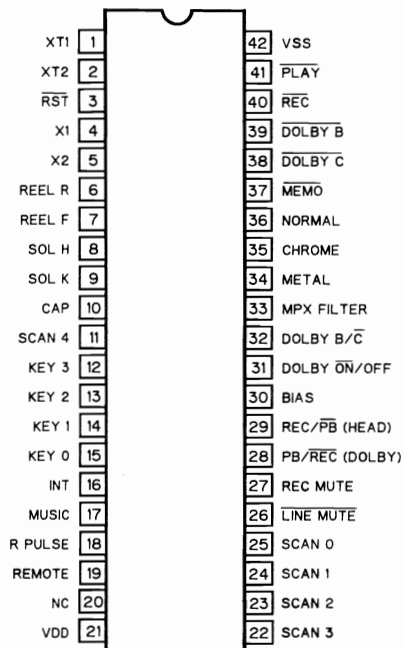 XT1 1 42 VSS
XT2 2 41 PLAY
RST 3 40 REC
X1 4 39 DOLBY B
X2 5 38 DOLBY C
REEL R 6 37 MEMO
REEL F 7 36 NORMAL
SOL H 8 35 CHROME
SOL K 9 34 METAL
CAP 10 33 MPX FILTER
SCAN 4 11 32 DOLBY B/C
KEY 3 12 31 DOLBY ON/OFF
KEY 2 13 30 BIAS
KEY 1 14 29 REC/PB (HEAD)
KEY 0 15 28 PB/REC (DOLBY)
INT 16 27 REC MUTE
MUSIC 17 26 LINE MUTE
R PULSE 18 25 SCAN 0
REMOTE 19 24 SCAN 1
NC 20 23 SCAN 2
VDD 21 22 SCAN 3